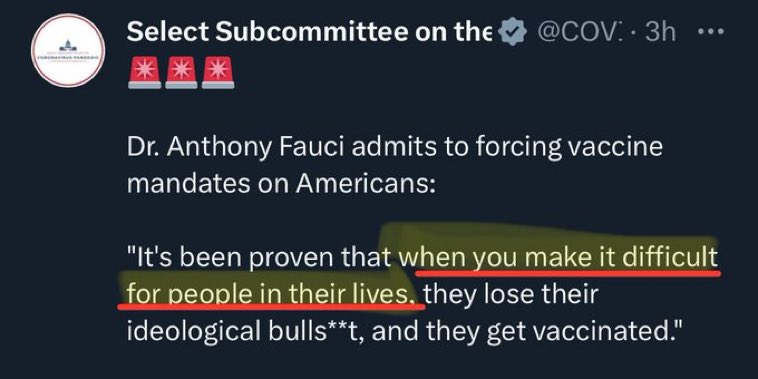 Select Subcommittee on the @COV. · 3h
Dr. Anthony Fauci admits to forcing vaccine
mandates on Americans:
"It's been proven that when you make it difficult
for people in their lives, they lose their
ideological bulls**t, and they get vaccinated."